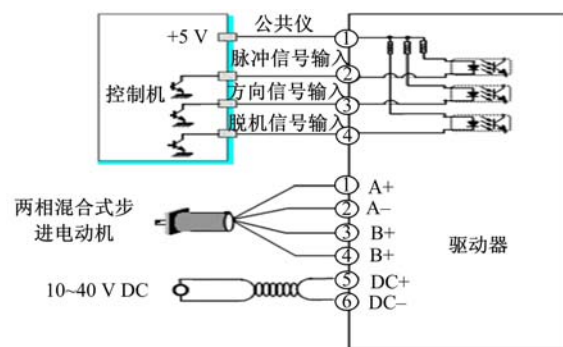 +5 V
公共仪
①
脉冲信号输入
②
控制机
方向信号输入
③
脱机信号输入
④
两相混合式步
进电动机
① A+
② A−
③ B+
④ B+
驱动器
10~40 V DC
⑤ DC+
⑥ DC−